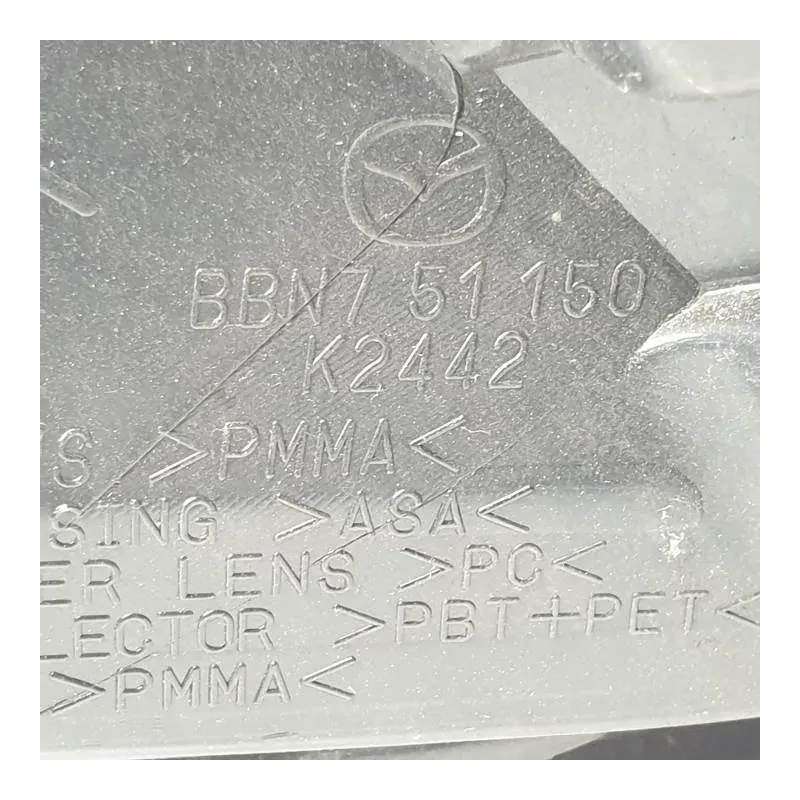 BBN7 51 150
K2442
>PMMA<
SING >ASA<
ER LENS >PC<
LECTOR >PBT+PET<
>PMMA<